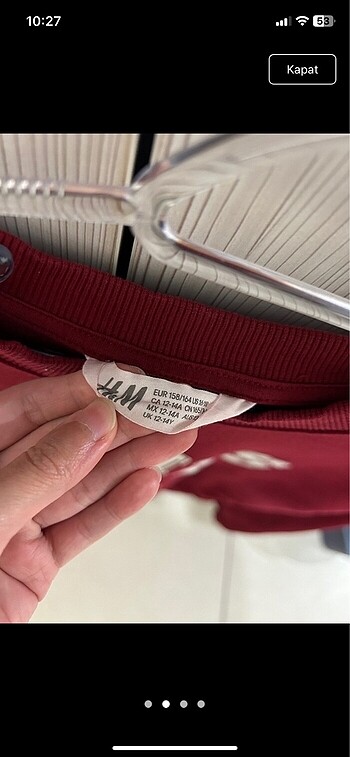 10:27
53
Kapat
H&M
EUR 158/164
CA 12-14A
MX 12-14A
UK 12-14Y